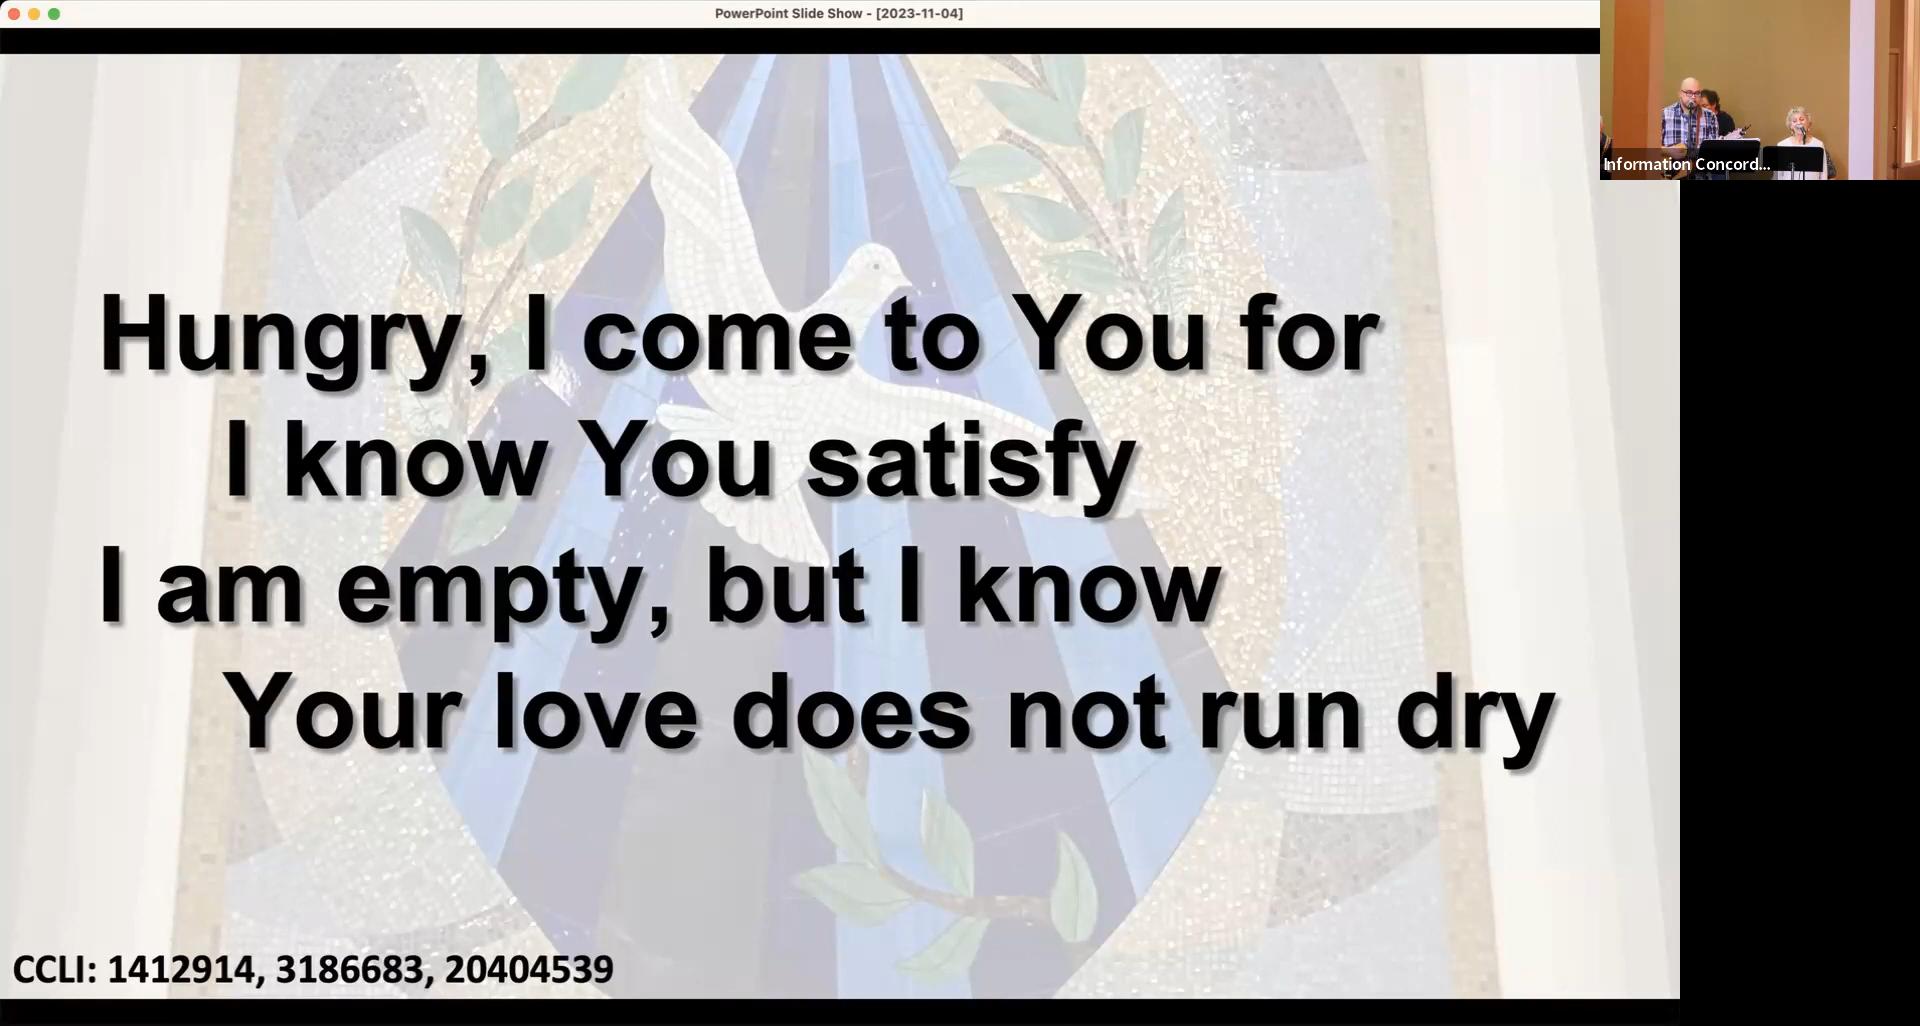 PowerPoint Slide Show - [2023-11-04]
Information Concord...
Hungry, I come to You for
I know You satisfy
I am empty, but I know
Your love does not run dry
CCLI: 1412914, 3186683, 20404539